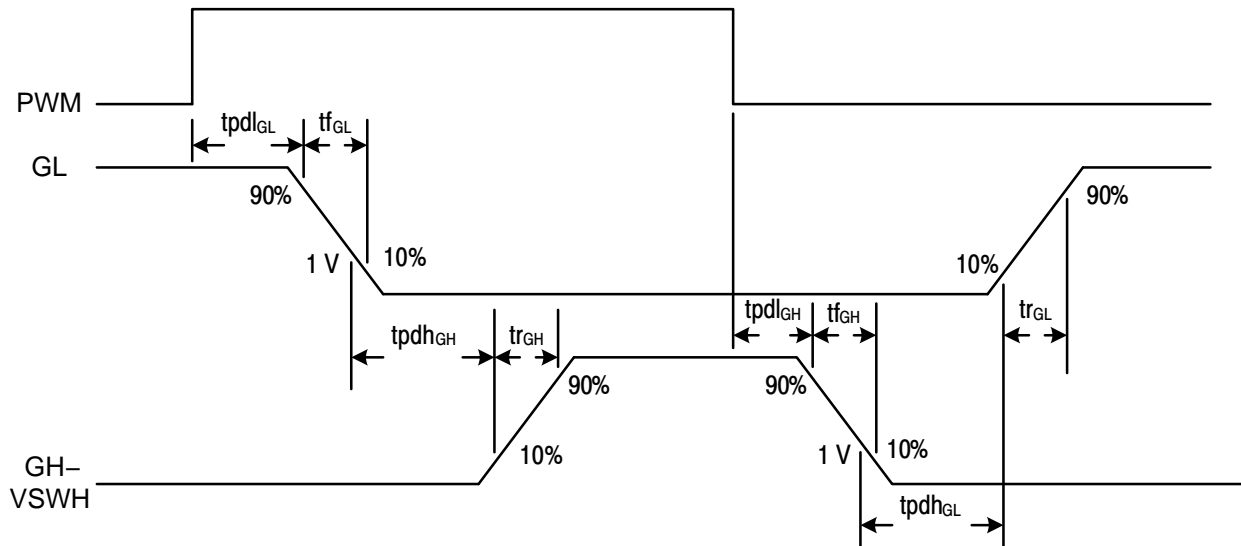 PWM
tpdlGL
tfGL
GL
90%
90%
1 V
10%
10%
tpdlGH
tfGH
trGL
tpdhGH
trGH
90%
90%
10%
1 V
10%
GH–
VSWH
tpdhGL